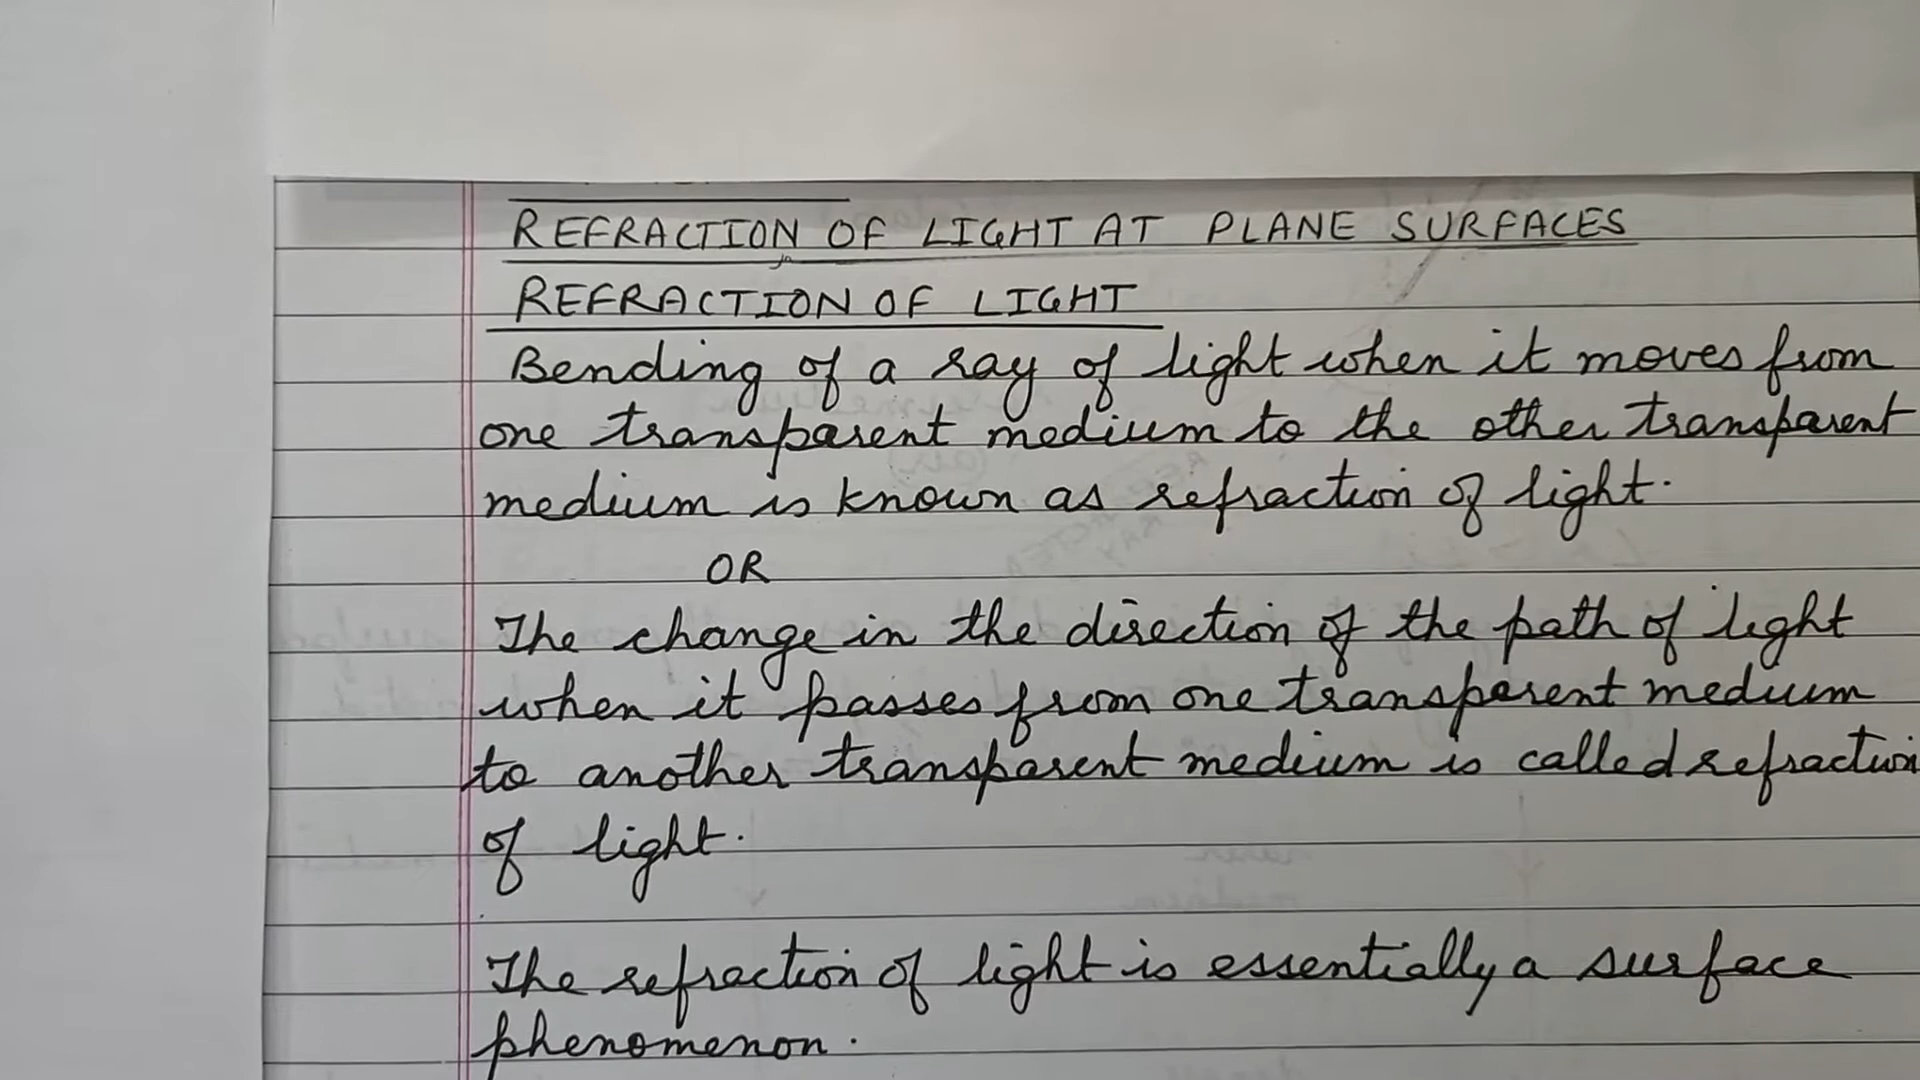 REFRACTION OF LIGHT AT PLANE SURFACES
REFRACTION OF LIGHT
Bending of a ray of light when it moves from
one transparent medium to the other transparent
medium is known as refraction of light.
OR
The change in the direction of the path of light
when it passes from one transparent medium
to another transparent medium is called refraction
of light.
The refraction of light is essentially a surface
phenomenon.